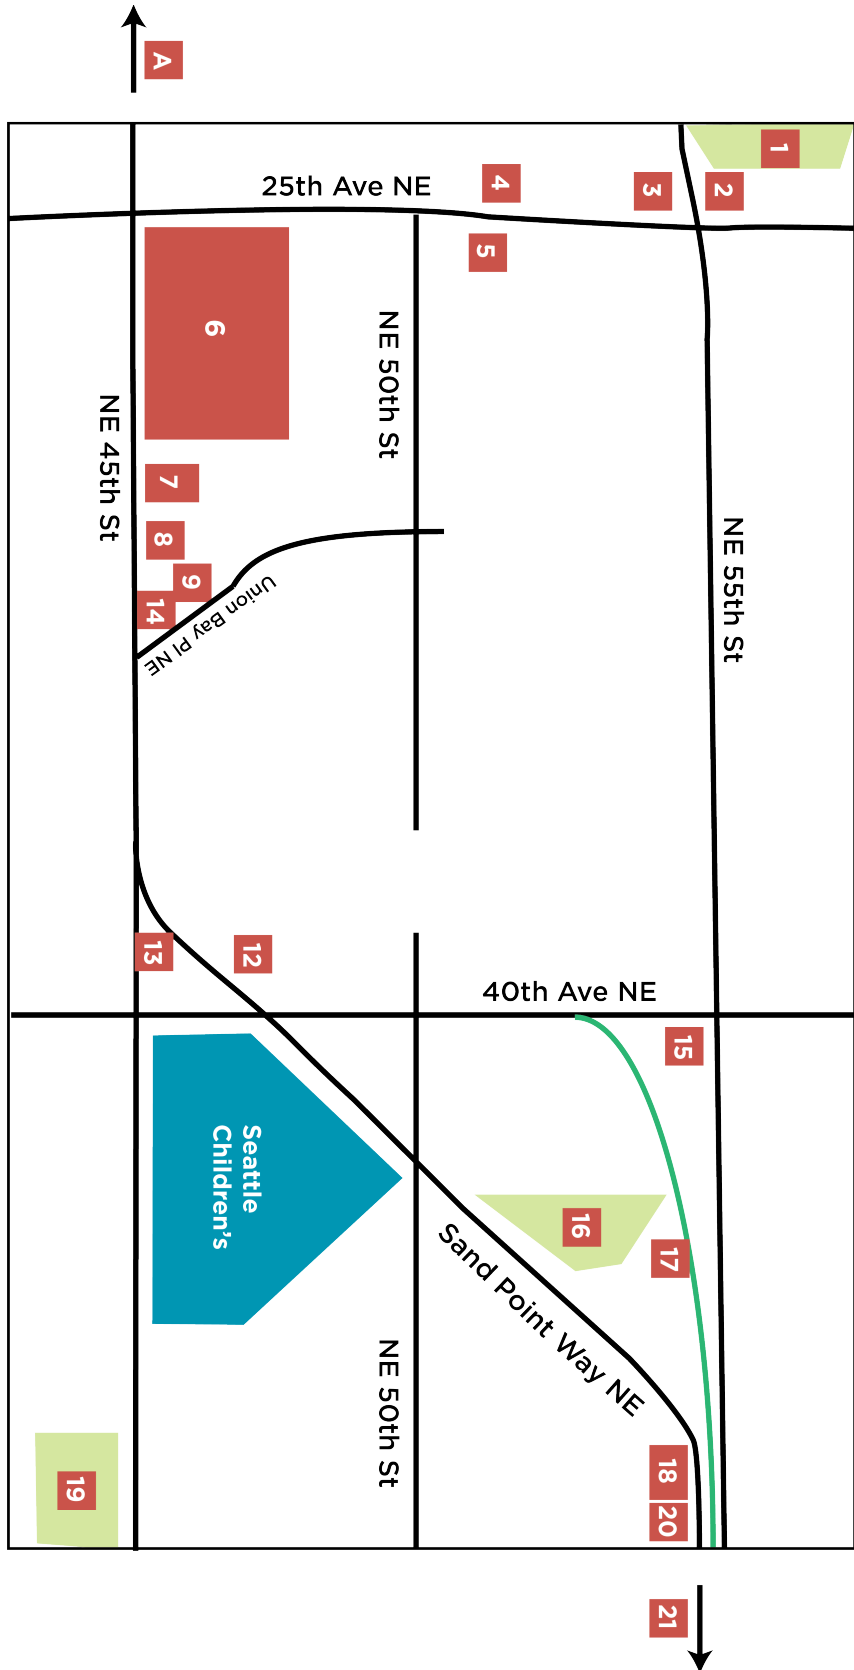 A
1
2
3
4
25th Ave NE
5
6
NE 50th St
NE 45th St
7
8
9
14
Union Bay Pl NE
NE 55th St
13
12
40th Ave NE
15
Seattle
Children's
16
17
Sand Point Way NE
NE 50th St
18
19
20
21